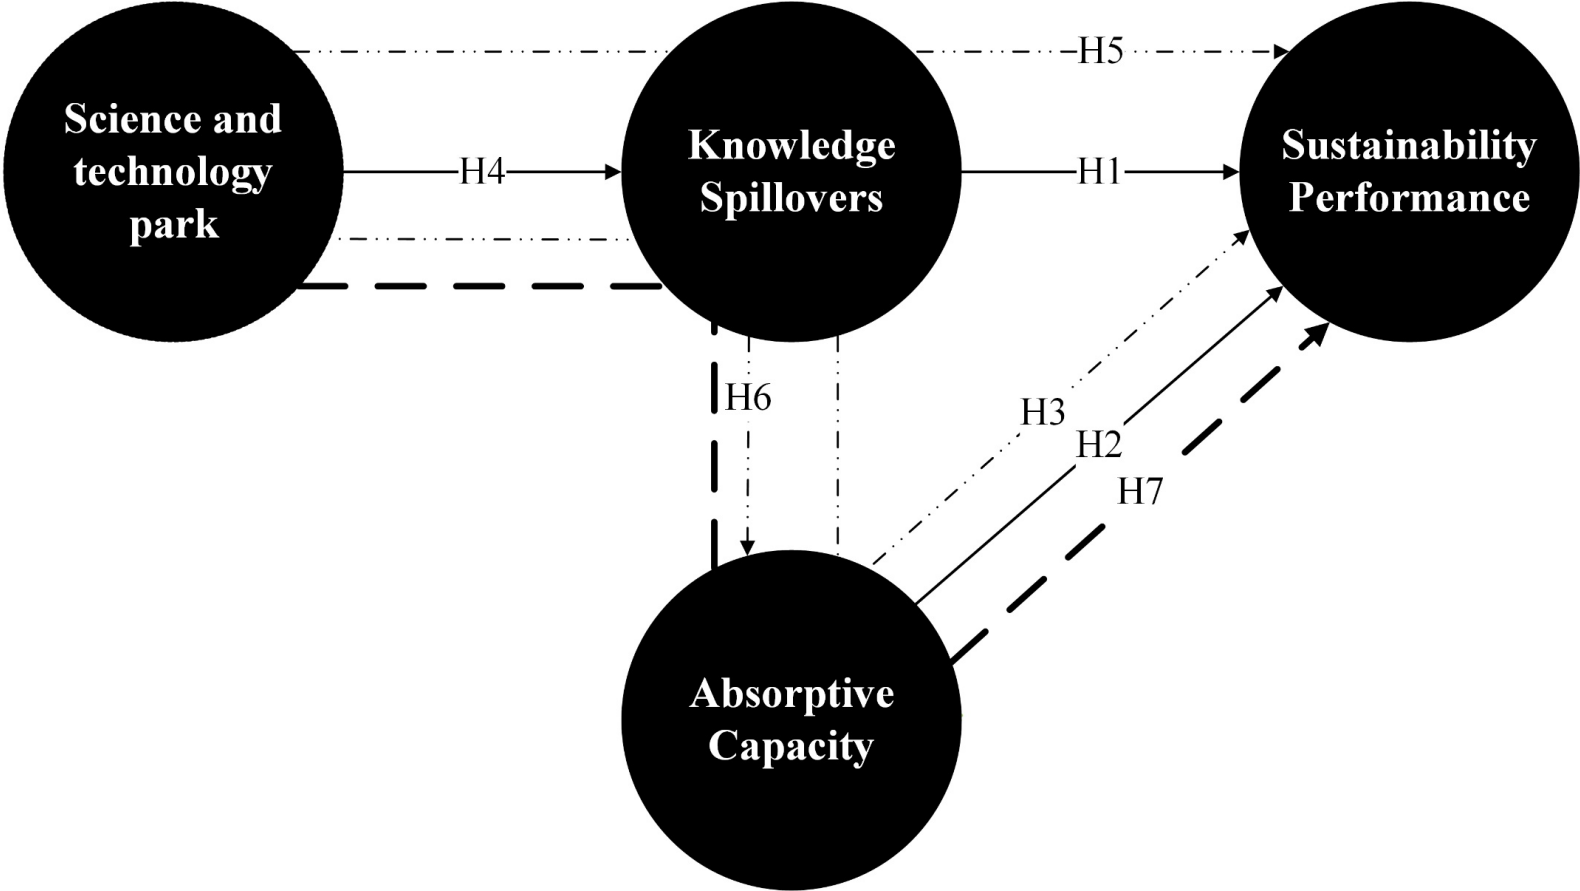 H5
Science and
technology
park
H4
Knowledge
Spillovers
H1
Sustainability
Performance
H6
H3
H2
H7
Absorptive
Capacity